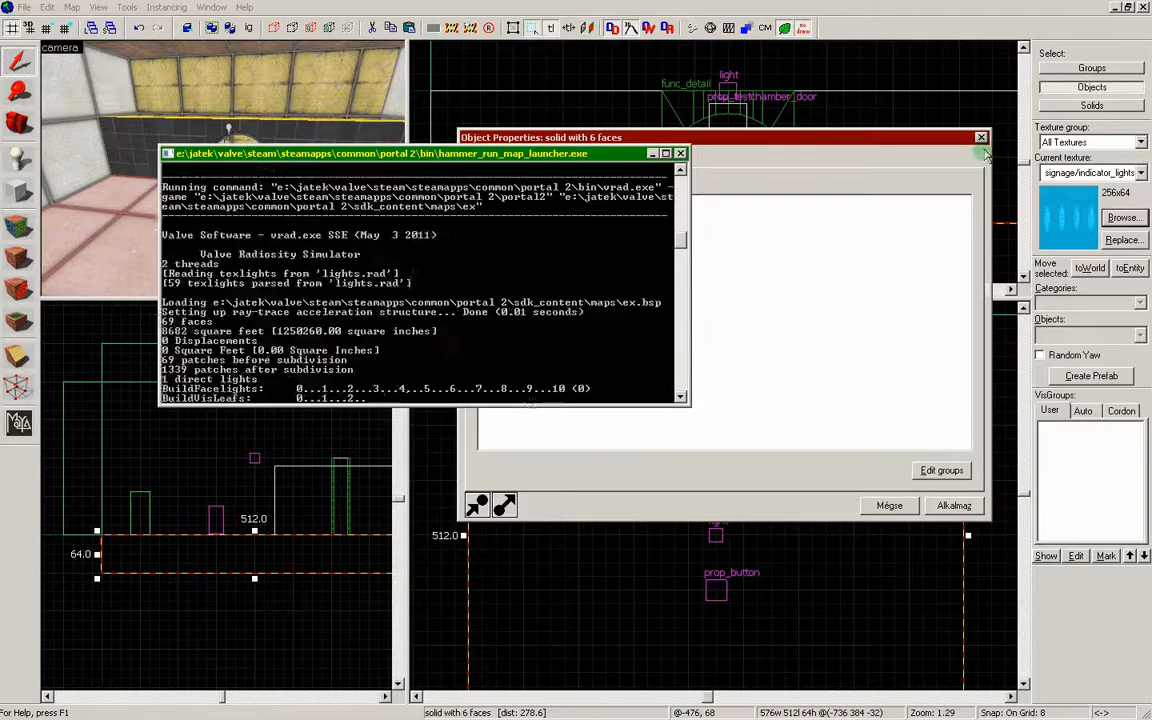 File Edit Map View Tools Instancing Window Help
camera
light
func_detail
prop_testchamber_door
Object Properties: solid with 6 faces
e:\jatek\valve\steam\steamapps\common\portal 2\bin\hammer_run_map_launcher.exe
Running command: "e:\jatek\valve\steam\steamapps\common\portal 2\bin\vrad.exe" -
game "e:\jatek\valve\steam\steamapps\common\portal 2\portal2" "e:\jatek\valve\st
eam\steamapps\common\portal 2\sdk_content\maps\ex"
Valve Software - vrad.exe SSE (May 3 2011)
Valve Radiosity Simulator
2 threads
[Reading texlights from 'lights.rad']
[59 texlights parsed from 'lights.rad']
Loading e:\jatek\valve\steam\steamapps\common\portal 2\sdk_content\maps\ex.bsp
Setting up ray-trace acceleration structure... Done (0.01 seconds)
69 faces
8682 square feet [1250260.00 square inches]
0 Displacements
0 Square Feet [0.00 Square Inches]
69 patches before subdivision
1339 patches after subdivision
1 direct lights
BuildFacelights: 0...1...2...3...4...5...6...7...8...9...10 (0)
BuildVisLeafs: 0...1...2..
Edit groups
Mégse
Alkalmaz
512.0
64.0
512.0
prop_button
Select:
Groups
Objects
Solids
Texture group:
All Textures
Current texture:
signage/indicator_lights
256x64
Browse...
Replace...
Move
selected:
toWorld
toEntity
Categories:
Objects:
Random Yaw
Create Prefab
VisGroups
User Auto Cordon
Show Edit Mark
MAYA
CM
For Help, press F1
solid with 6 faces [dist: 278.6]
@-476, 68
576w 512l 64h @(-736 384 -32)
Zoom: 1.29
Snap: On Grid: 8
<->